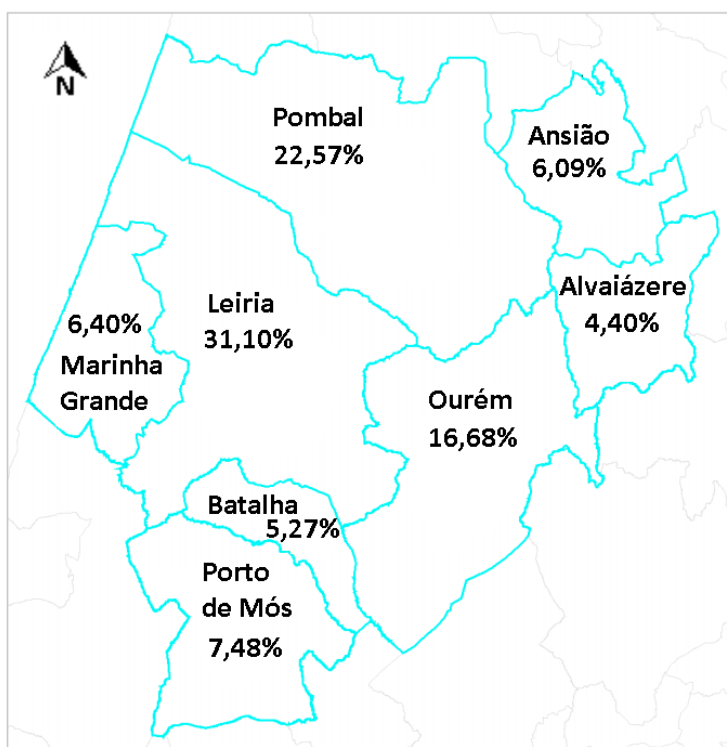 N
Pombal
22,57%
Ansião
6,09%
Leiria
31,10%
Alvaiázere
4,40%
6,40%
Marinha
Grande
Ourém
16,68%
Batalha
5,27%
Porto
de Mós
7,48%